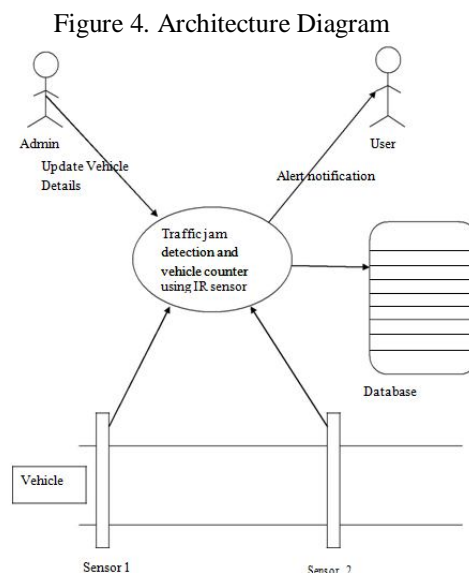 Figure 4. Architecture Diagram
Admin
User
Update Vehicle
Details
Alert notification
Traffic jam
detection and
vehicle counter
using IR sensor
Database
Vehicle
Sensor 1
Sensor 2